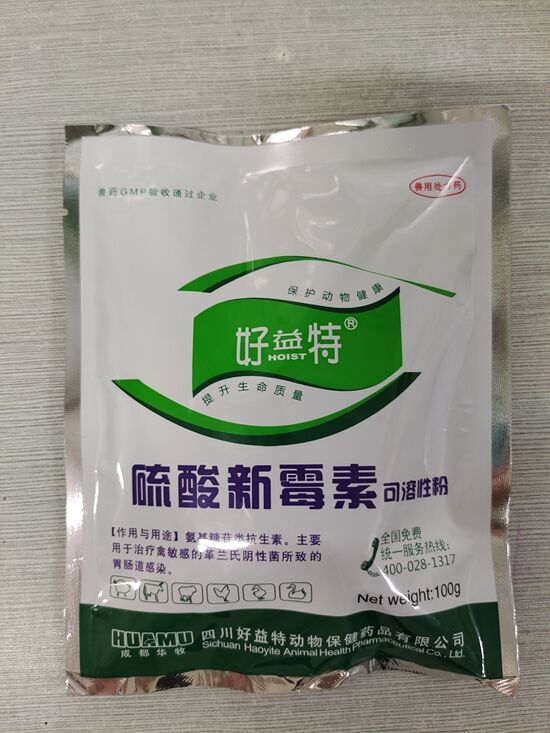 兽药GMP验收通过企业
兽用处方药
保护动物健康
好益特®
HOIST
提升生命质量
硫酸新霉素可溶性粉
【作用与用途】氨基糖苷类抗生素。主要
用于治疗禽敏感的革兰氏阴性菌所致的
胃肠道感染。
全国免费
统一服务热线:
400-028-1317
Net weight:100g
HUAMU
成都华牧
四川好益特动物保健药品有限公司
Sichuan Haoyite Animal Health Pharmaceutical Co., Ltd.